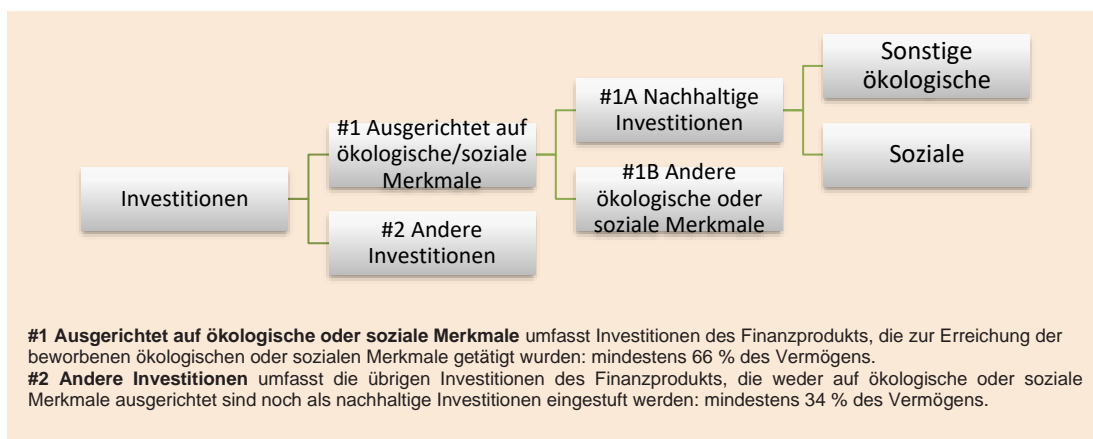 Investitionen
#1 Ausgerichtet auf
ökologische/soziale
Merkmale
#2 Andere
Investitionen
#1A Nachhaltige
Investitionen
#1B Andere
ökologische oder
soziale Merkmale
Sonstige
ökologische
Soziale
#1 Ausgerichtet auf ökologische oder soziale Merkmale umfasst Investitionen des Finanzprodukts, die zur Erreichung der
beworbenen ökologischen oder sozialen Merkmale getätigt wurden: mindestens 66 % des Vermögens.
#2 Andere Investitionen umfasst die übrigen Investitionen des Finanzprodukts, die weder auf ökologische oder soziale
Merkmale ausgerichtet sind noch als nachhaltige Investitionen eingestuft werden: mindestens 34 % des Vermögens.